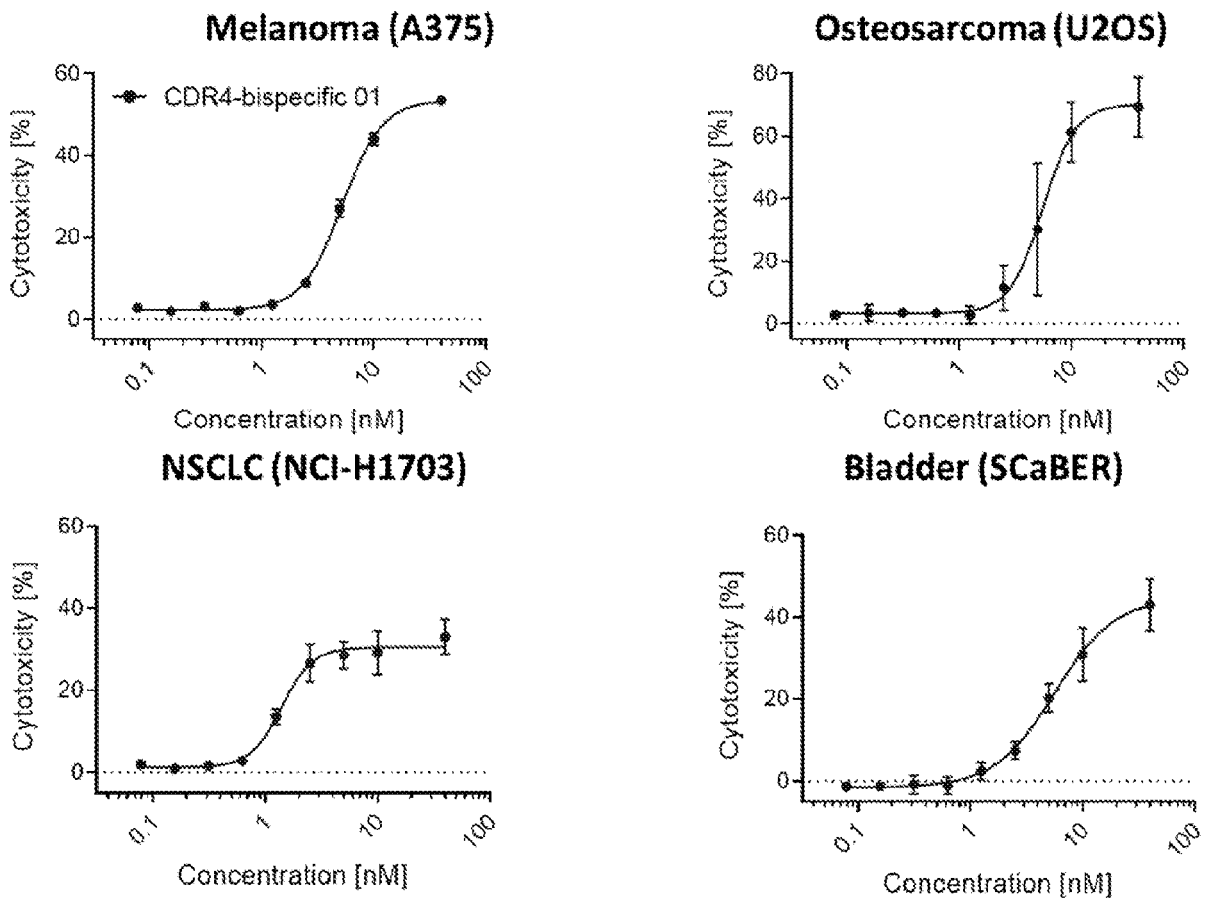 Melanoma (A375)
60
40
20
0
Cytotoxicity [%]
CDR4-bispecific 01
0.1
1
10
100
Concentration [nM]
Osteosarcoma (U2OS)
80
60
40
20
0
Cytotoxicity [%]
0.1
1
10
100
Concentration [nM]
NSCLC (NCI-H1703)
60
40
20
0
Cytotoxicity [%]
0.1
1
10
100
Concentration [nM]
Bladder (SCaBER)
60
40
20
0
Cytotoxicity [%]
0.1
1
10
100
Concentration [nM]